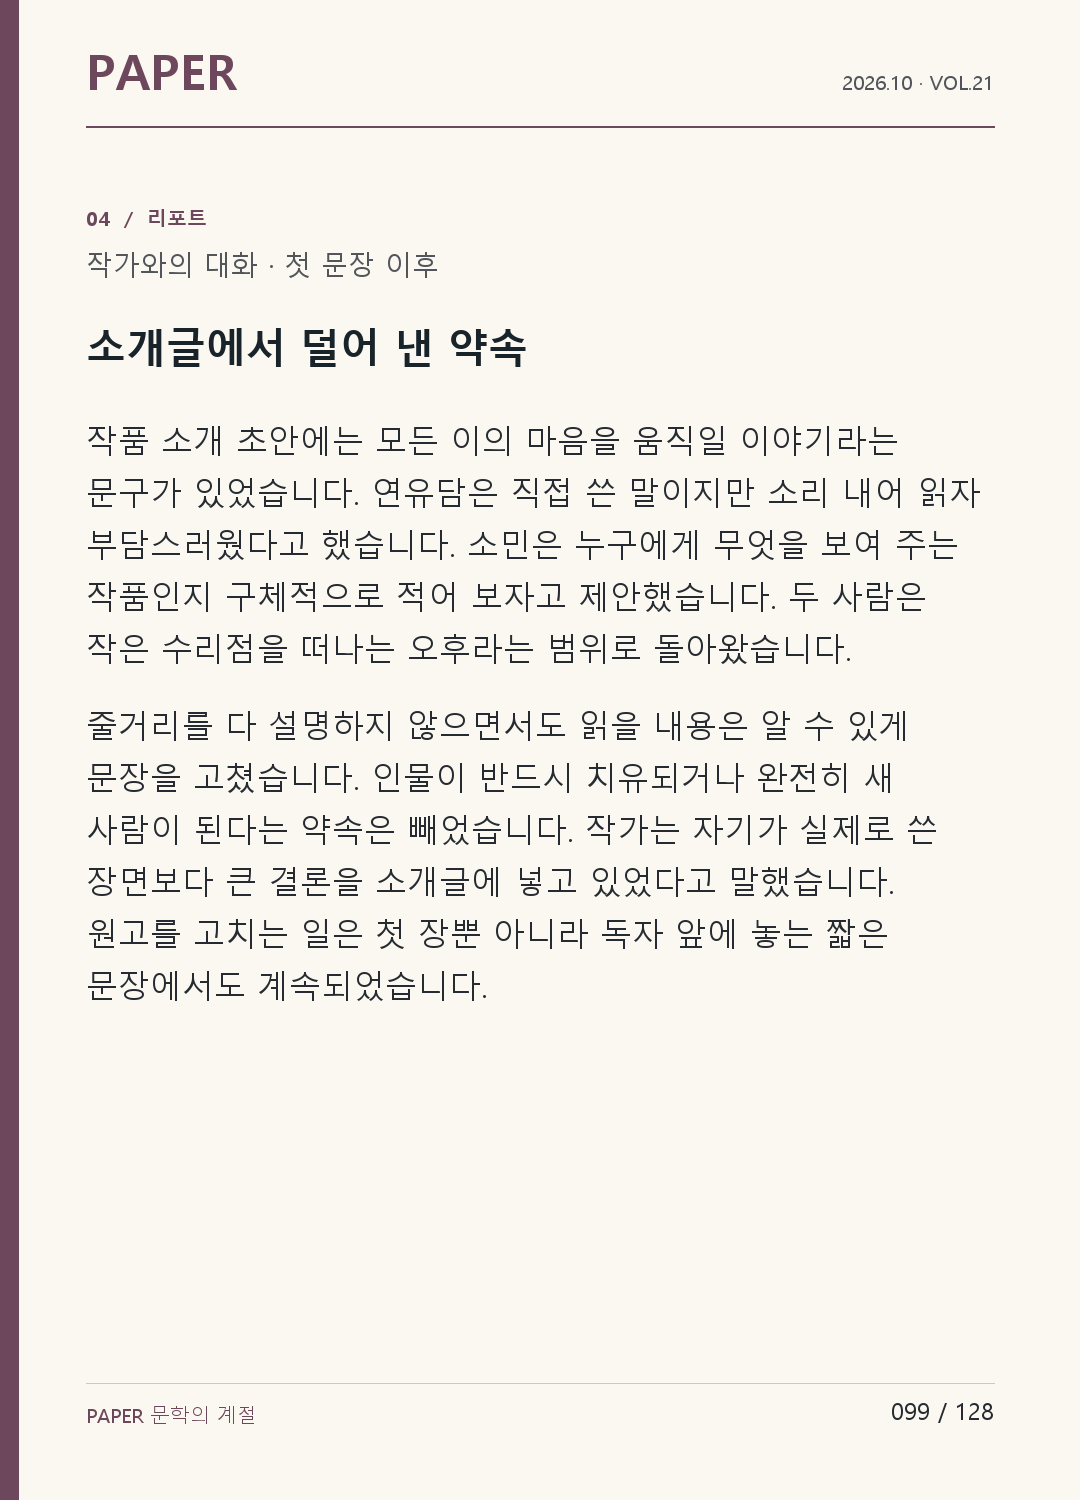 PAPER
2026.10 · VOL.21
04 / 리포트
작가와의 대화 · 첫 문장 이후
소개글에서 덜어 낸 약속
작품 소개 초안에는 모든 이의 마음을 움직일 이야기라는
문구가 있었습니다. 연유담은 직접 쓴 말이지만 소리 내어 읽자
부담스러웠다고 했습니다. 소민은 누구에게 무엇을 보여 주는
작품인지 구체적으로 적어 보자고 제안했습니다. 두 사람은
작은 수리점을 떠나는 오후라는 범위로 돌아왔습니다.
줄거리를 다 설명하지 않으면서도 읽을 내용은 알 수 있게
문장을 고쳤습니다. 인물이 반드시 치유되거나 완전히 새
사람이 된다는 약속은 빼었습니다. 작가는 자기가 실제로 쓴
장면보다 큰 결론을 소개글에 넣고 있었다고 말했습니다.
원고를 고치는 일은 첫 장뿐 아니라 독자 앞에 놓는 짧은
문장에서도 계속되었습니다.
PAPER 문학의 계절
099 / 128